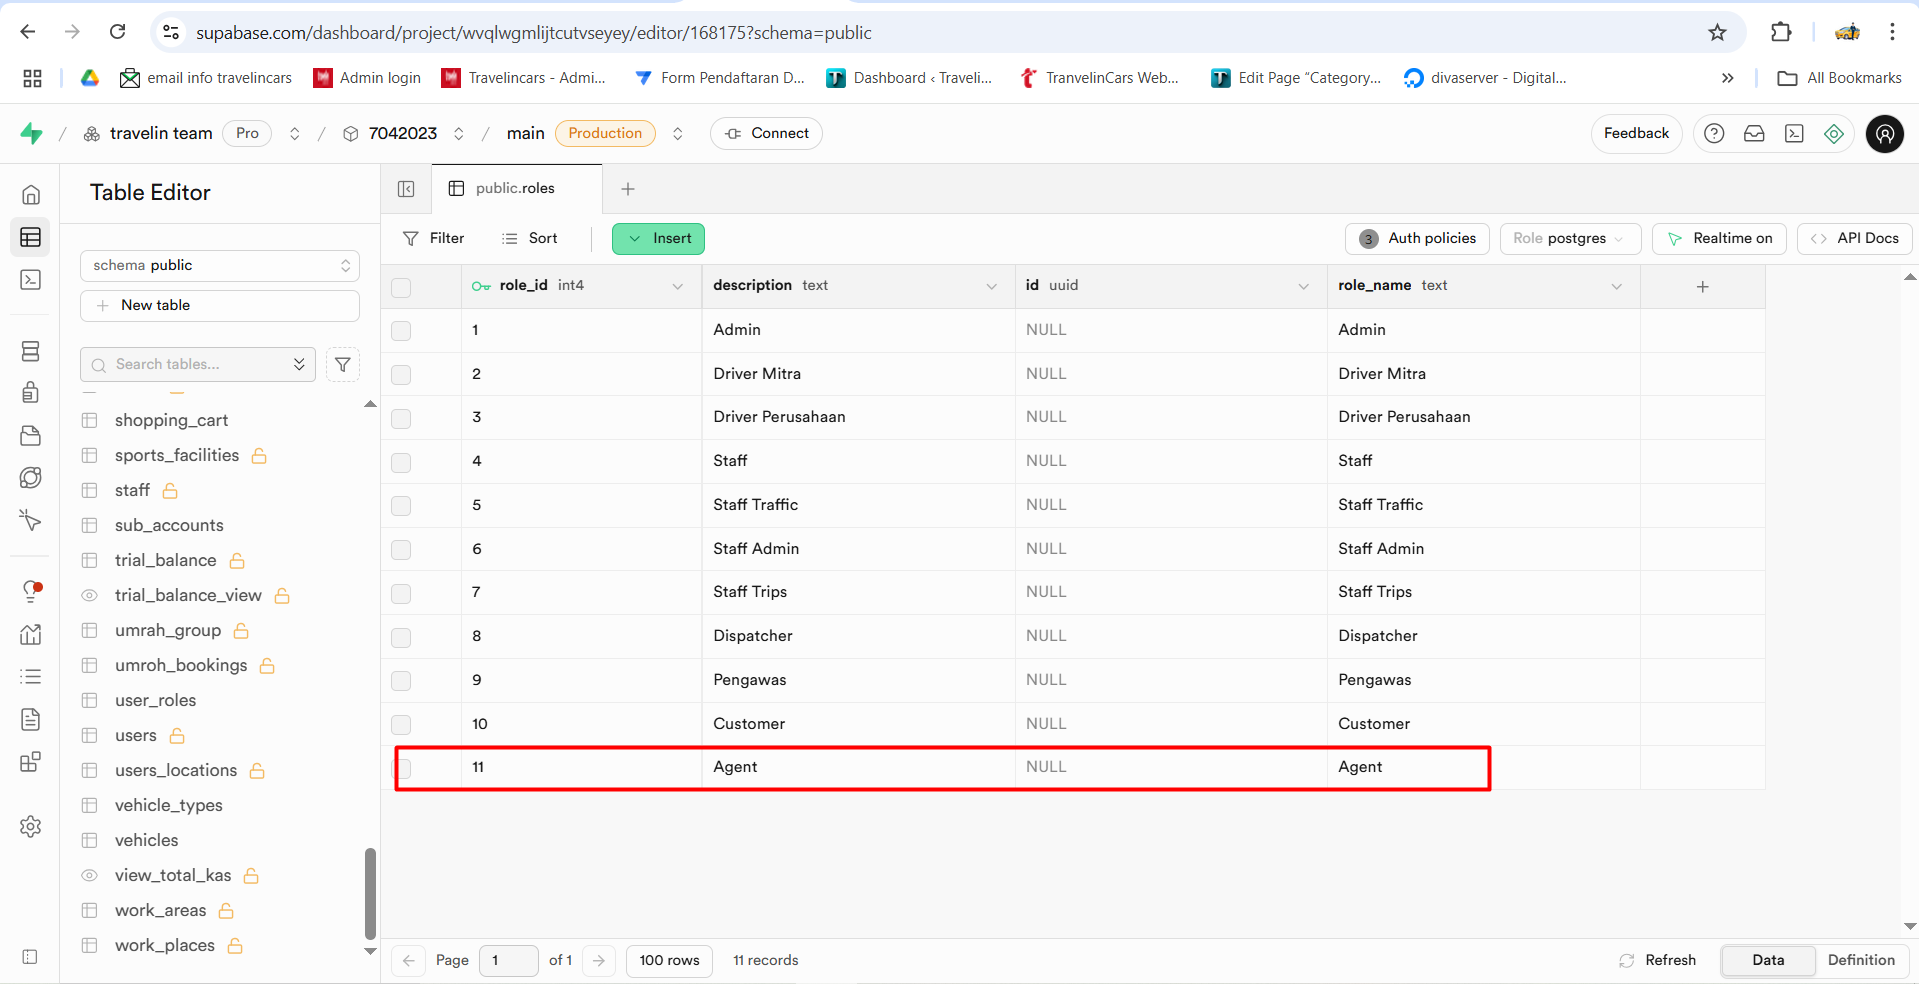 supabase.com/dashboard/project/wvqlwgmlijtcutvseyey/editor/168175?schema=public
email info travelincars
Admin login
Travelincars - Admi...
Form Pendaftaran D...
Dashboard ‹ Traveli...
TranvelinCars Web...
Edit Page “Category...
divaserver - Digital...
All Bookmarks
travelin team Pro / 7042023 / main Production Connect
Feedback
Table Editor
public.roles
schema public
New table
Search tables...
shopping_cart
sports_facilities
staff
sub_accounts
trial_balance
trial_balance_view
umrah_group
umroh_bookings
user_roles
users
users_locations
vehicle_types
vehicles
view_total_kas
work_areas
work_places
Filter Sort Insert 3 Auth policies Role postgres Realtime on API Docs
role_id int4 description text id uuid role_name text
1 Admin NULL Admin
2 Driver Mitra NULL Driver Mitra
3 Driver Perusahaan NULL Driver Perusahaan
4 Staff NULL Staff
5 Staff Traffic NULL Staff Traffic
6 Staff Admin NULL Staff Admin
7 Staff Trips NULL Staff Trips
8 Dispatcher NULL Dispatcher
9 Pengawas NULL Pengawas
10 Customer NULL Customer
11 Agent NULL Agent
Page 1 of 1 100 rows 11 records Refresh Data Definition